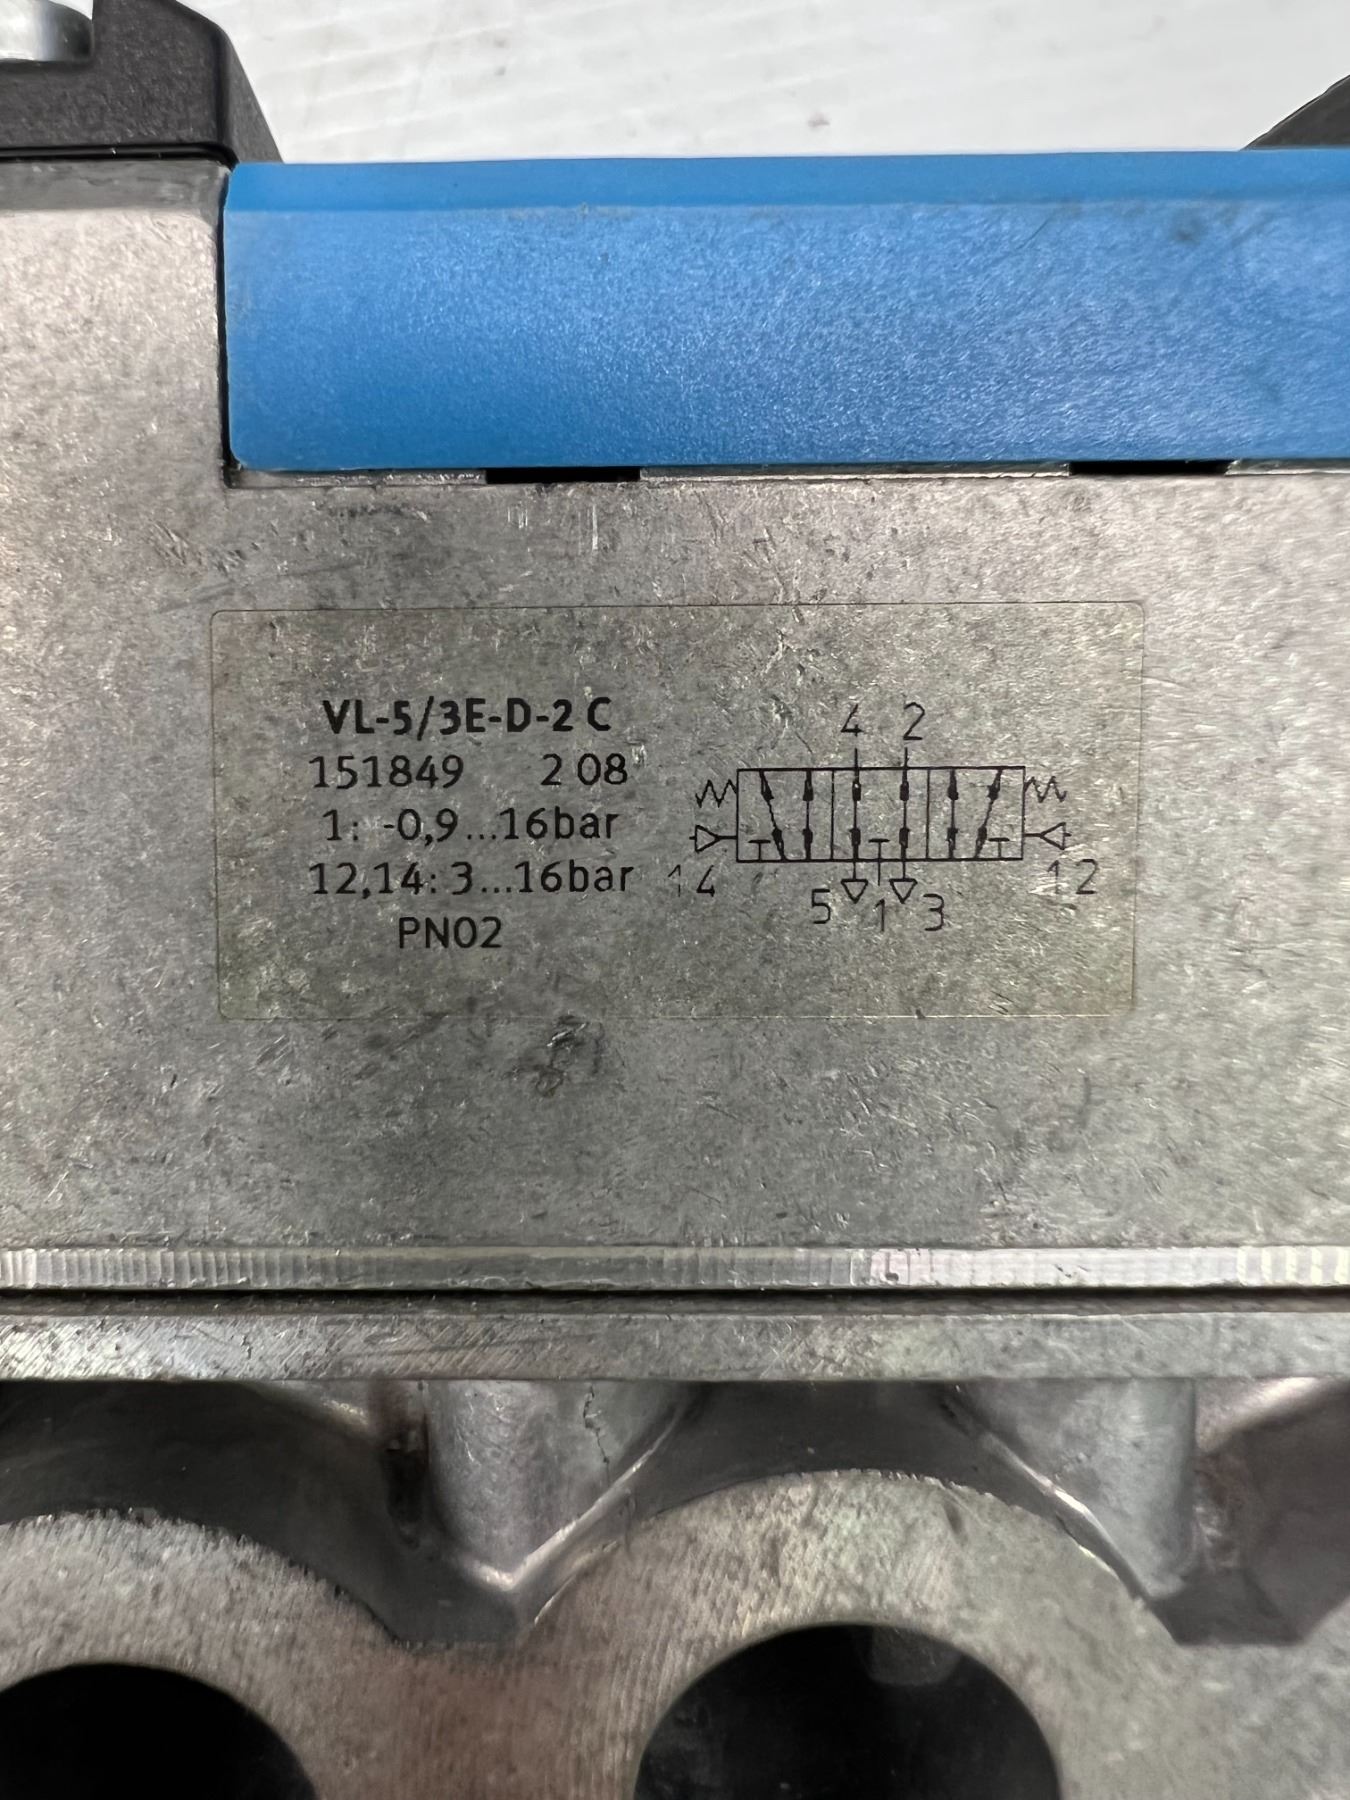 VL-5/3E-D-2 C
151849 2 08
1: -0,9...16bar
12,14: 3...16bar
PN02
4 2
14 12
5 1 3